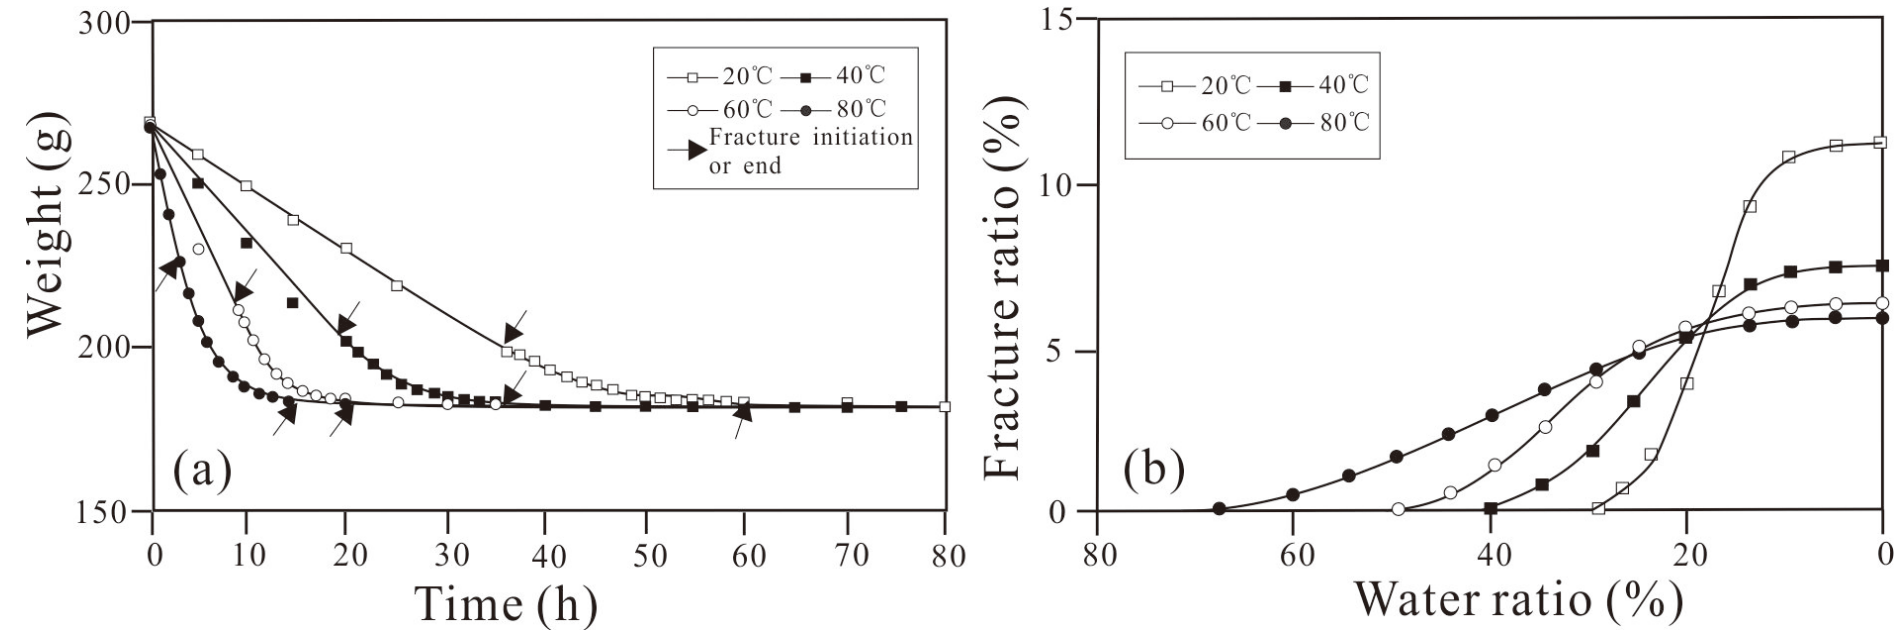 300
250
200
150
Weight (g)
20℃ 40℃
60℃ 80℃
Fracture initiation
or end
(a)
0 10 20 30 40 50 60 70 80
Time (h)
15
10
5
0
Fracture ratio (%)
20℃ 40℃
60℃ 80℃
(b)
80 60 40 20 0
Water ratio (%)